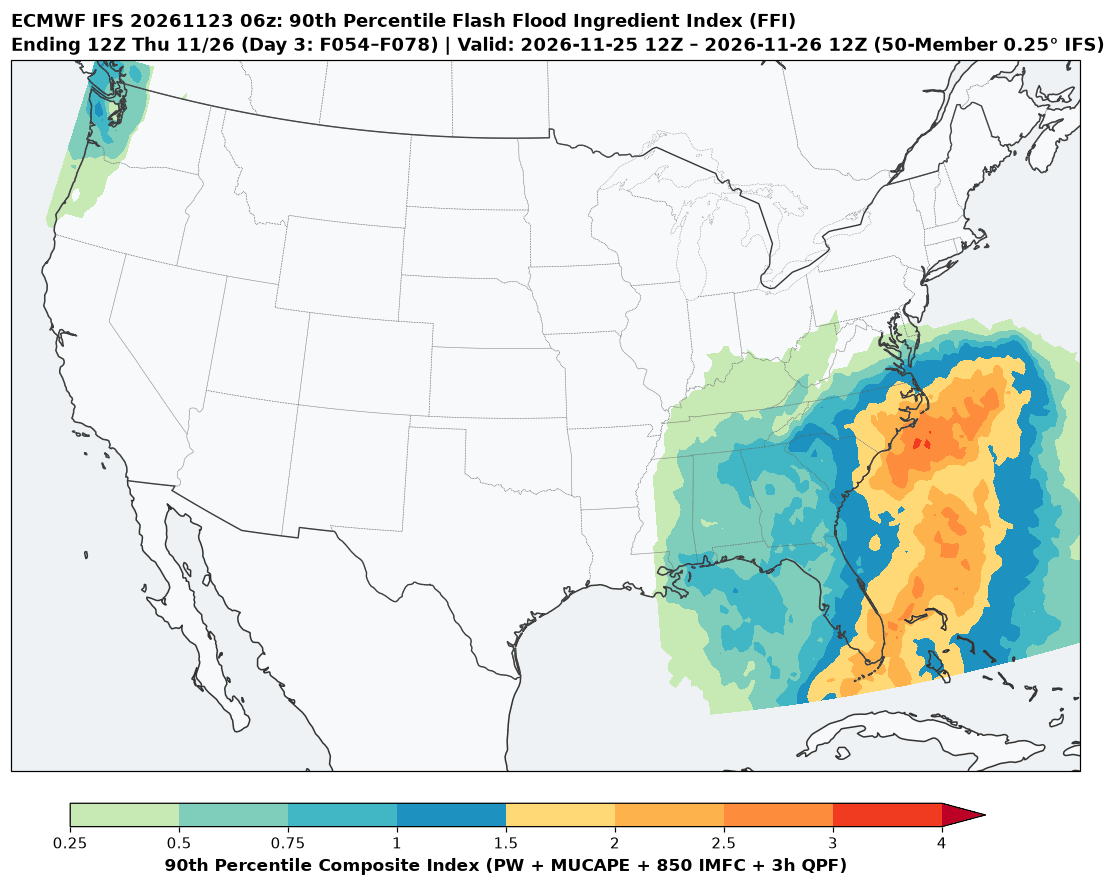 ECMWF IFS 20261123 06z: 90th Percentile Flash Flood Ingredient Index (FFI)
Ending 12Z Thu 11/26 (Day 3: F054–F078) | Valid: 2026-11-25 12Z – 2026-11-26 12Z (50-Member 0.25° IFS)
0.25 0.5 0.75 1 1.5 2 2.5 3 4
90th Percentile Composite Index (PW + MUCAPE + 850 IMFC + 3h QPF)